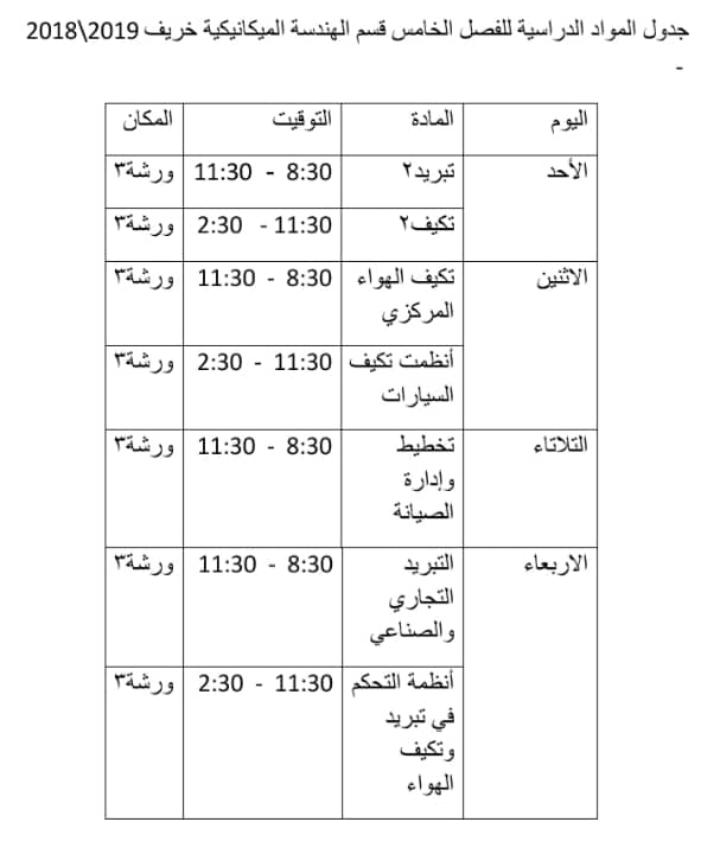 جدول المواد الدراسية للفصل الخامس قسم الهندسة الميكانيكية خريف 2019\2018
-
اليوم المادة التوقيت المكان
الأحد تبريد٢ 8:30 - 11:30 ورشة٣
تكيف٢ 11:30 - 2:30 ورشة٣
الاثنين تكيف الهواء 8:30 - 11:30 ورشة٣
المركزي
أنظمت تكيف 11:30 - 2:30 ورشة٣
السيارات
التلاتاء تخطيط 8:30 - 11:30 ورشة٣
وإدارة
الصيانة
الاربعاء التبريد 8:30 - 11:30 ورشة٣
التجاري
والصناعي
أنظمة التحكم 11:30 - 2:30 ورشة٣
في تبريد
وتكيف
الهواء